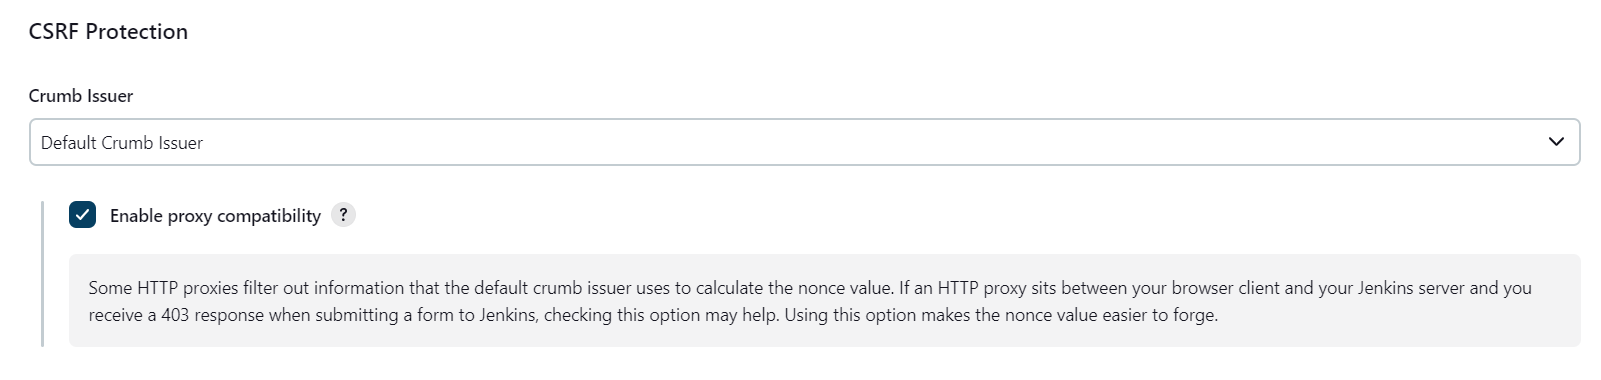 CSRF Protection
Crumb Issuer
Default Crumb Issuer
Enable proxy compatibility ?
Some HTTP proxies filter out information that the default crumb issuer uses to calculate the nonce value. If an HTTP proxy sits between your browser client and your Jenkins server and you
receive a 403 response when submitting a form to Jenkins, checking this option may help. Using this option makes the nonce value easier to forge.